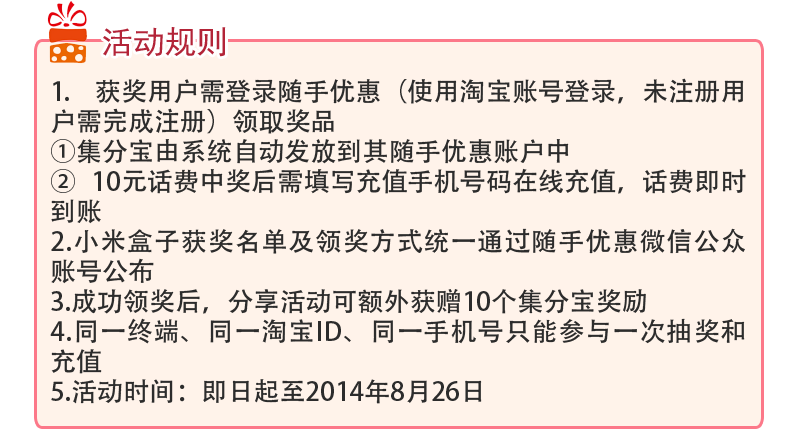 活动规则
1. 获奖用户需登录随手优惠（使用淘宝账号登录，未注册用
户需完成注册）领取奖品
①集分宝由系统自动发放到其随手优惠账户中
② 10元话费中奖后需填写充值手机号码在线充值，话费即时
到账
2.小米盒子获奖名单及领奖方式统一通过随手优惠微信公众
账号公布
3.成功领奖后，分享活动可额外获赠10个集分宝奖励
4.同一终端、同一淘宝ID、同一手机号只能参与一次抽奖和
充值
5.活动时间：即日起至2014年8月26日